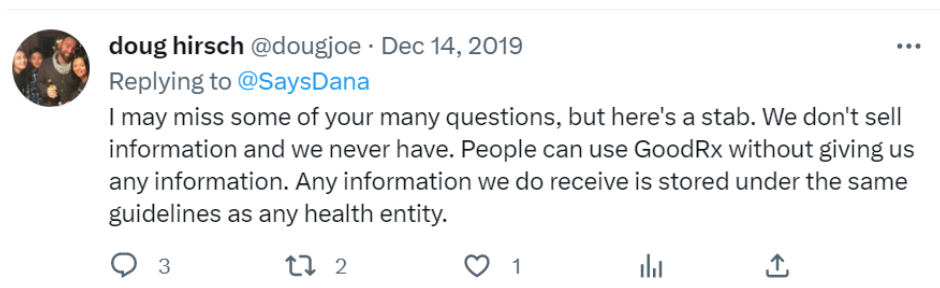 doug hirsch @dougjoe · Dec 14, 2019
Replying to @SaysDana
I may miss some of your many questions, but here's a stab. We don't sell
information and we never have. People can use GoodRx without giving us
any information. Any information we do receive is stored under the same
guidelines as any health entity.
3 2 1